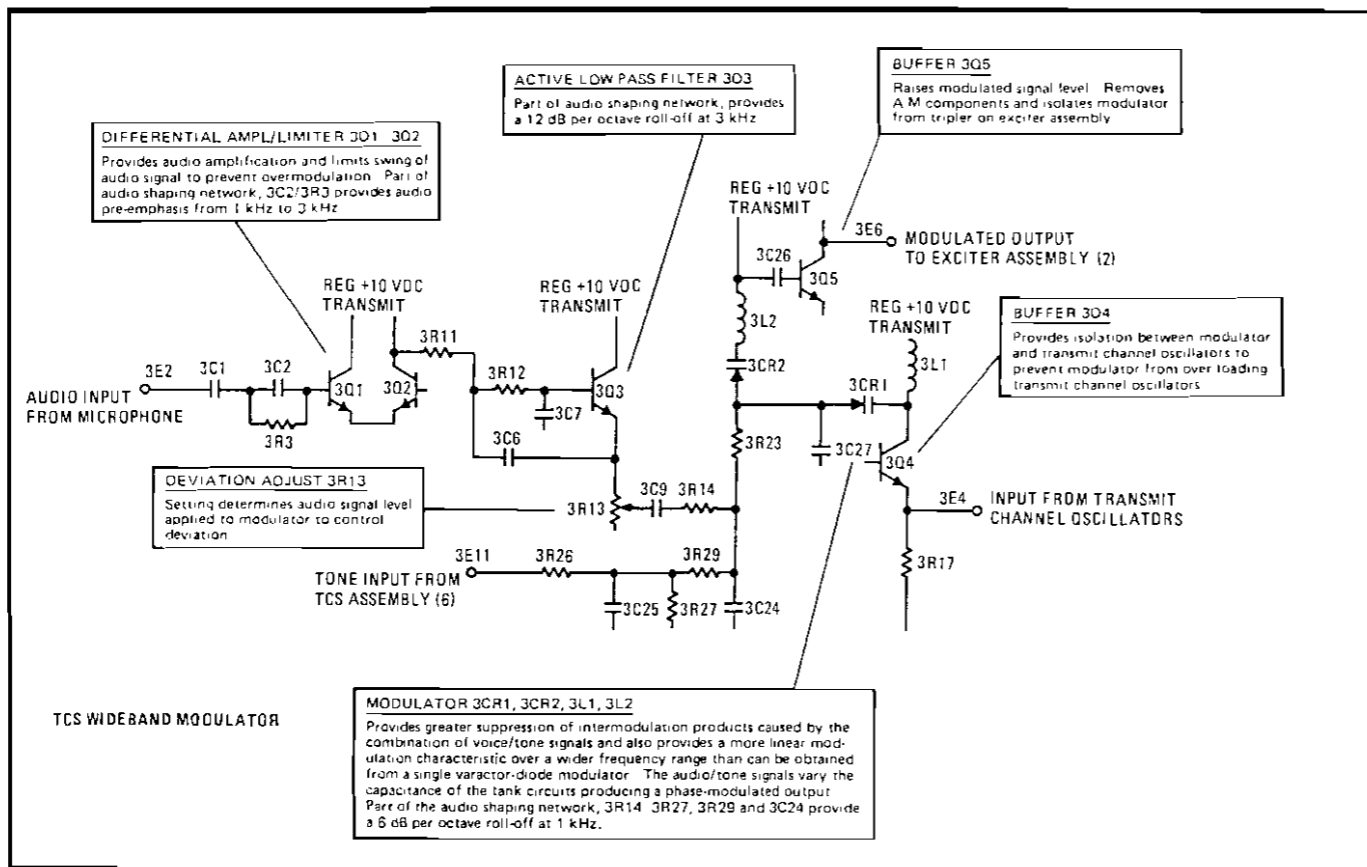 BUFFER 3Q5
Raises modulated signal level Removes
A M components and isolates modulator
from tripler on exciter assembly
ACTIVE LOW PASS FILTER 3Q3
Part of audio shaping network, provides
a 12 dB per octave roll-off at 3 kHz
DIFFERENTIAL AMPL/LIMITER 3Q1 3Q2
Provides audio amplification and limits swing of
audio signal to prevent overmodulation Part of
audio shaping network, 3C2/3R3 provides audio
pre-emphasis from 1 kHz to 3 kHz
REG +10 VDC
TRANSMIT
3E6
MODULATED OUTPUT
TO EXCITER ASSEMBLY (2)
3C26
3Q5
REG +10 VDC
TRANSMIT
REG +10 VDC
TRANSMIT
REG +10 VDC
TRANSMIT
BUFFER 3Q4
Provides isolation between modulator
and transmit channel oscillators to
prevent modulator from over loading
transmit channel oscillators
3L2
3L1
3R11
3E2
3C1
3C2
3Q1
3Q2
3R12
3Q3
3CR2
3CR1
AUDIO INPUT
FROM MICROPHONE
3R3
3C7
3C6
3R23
3C27
3Q4
DEVIATION ADJUST 3R13
Setting determines audio signal level
applied to modulator to control
deviation
3R13
3C9
3R14
3E4
INPUT FROM TRANSMIT
CHANNEL OSCILLATORS
3E11
3R26
3R29
3R17
TONE INPUT FROM
TCS ASSEMBLY (6)
3C25
3R27
3C24
MODULATOR 3CR1, 3CR2, 3L1, 3L2
Provides greater suppression of intermodulation products caused by the
combination of voice/tone signals and also provides a more linear mod-
ulation characteristic over a wider frequency range than can be obtained
from a single varactor-diode modulator The audio/tone signals vary the
capacitance of the tank circuits producing a phase-modulated output
Part of the audio shaping network, 3R14 3R27, 3R29 and 3C24 provide
a 6 dB per octave roll-off at 1 kHz.
TCS WIDEBAND MODULATOR